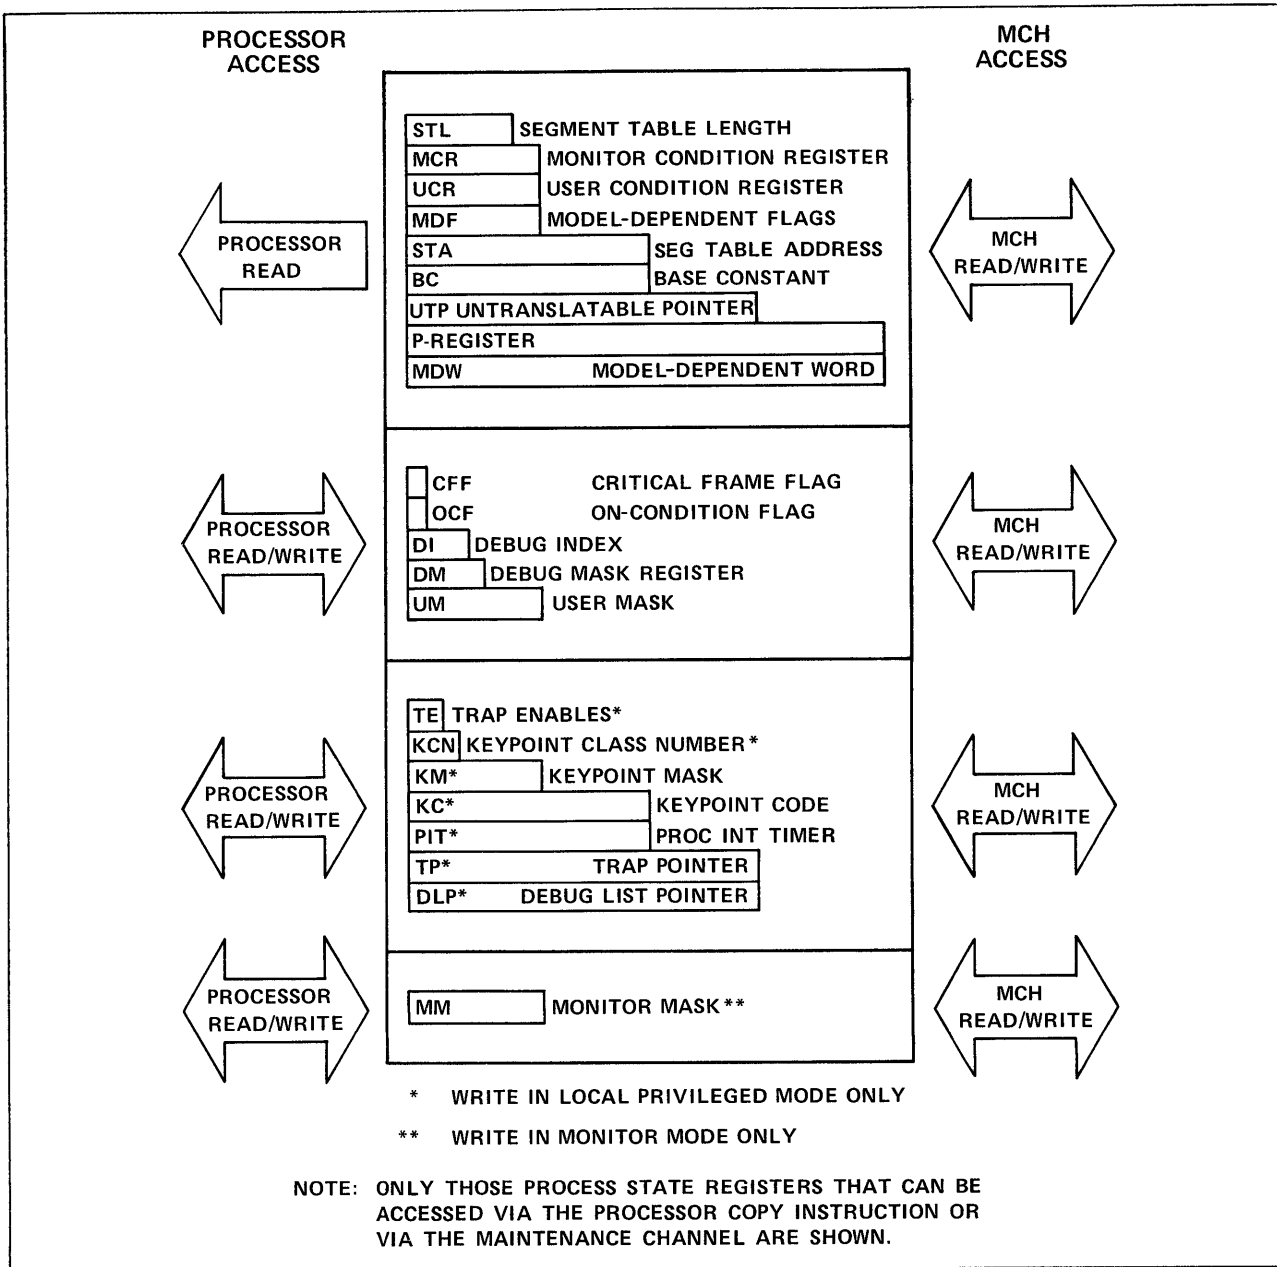 PROCESSOR
ACCESS
MCH
ACCESS
STL SEGMENT TABLE LENGTH
MCR MONITOR CONDITION REGISTER
UCR USER CONDITION REGISTER
MDF MODEL-DEPENDENT FLAGS
STA SEG TABLE ADDRESS
BC BASE CONSTANT
UTP UNTRANSLATABLE POINTER
P-REGISTER
MDW MODEL-DEPENDENT WORD
PROCESSOR
READ
MCH
READ/WRITE
CFF CRITICAL FRAME FLAG
OCF ON-CONDITION FLAG
DI DEBUG INDEX
DM DEBUG MASK REGISTER
UM USER MASK
PROCESSOR
READ/WRITE
MCH
READ/WRITE
TE TRAP ENABLES*
KCN KEYPOINT CLASS NUMBER*
KM* KEYPOINT MASK
KC* KEYPOINT CODE
PIT* PROC INT TIMER
TP* TRAP POINTER
DLP* DEBUG LIST POINTER
PROCESSOR
READ/WRITE
MCH
READ/WRITE
MM MONITOR MASK**
PROCESSOR
READ/WRITE
MCH
READ/WRITE
* WRITE IN LOCAL PRIVILEGED MODE ONLY
** WRITE IN MONITOR MODE ONLY
NOTE: ONLY THOSE PROCESS STATE REGISTERS THAT CAN BE
ACCESSED VIA THE PROCESSOR COPY INSTRUCTION OR
VIA THE MAINTENANCE CHANNEL ARE SHOWN.